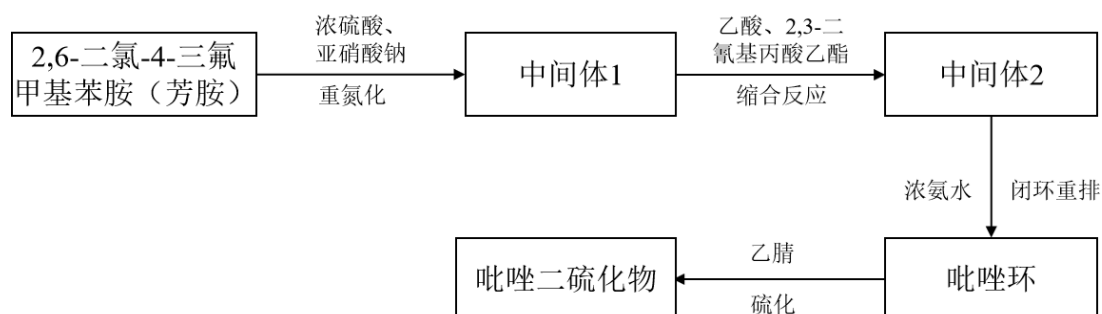 2,6-二氯-4-三氟
甲基苯胺（芳胺）
浓硫酸、
亚硝酸钠
重氮化
中间体1
乙酸、2,3-二
氰基丙酸乙酯
缩合反应
中间体2
浓氨水
闭环重排
吡唑环
乙腈
硫化
吡唑二硫化物